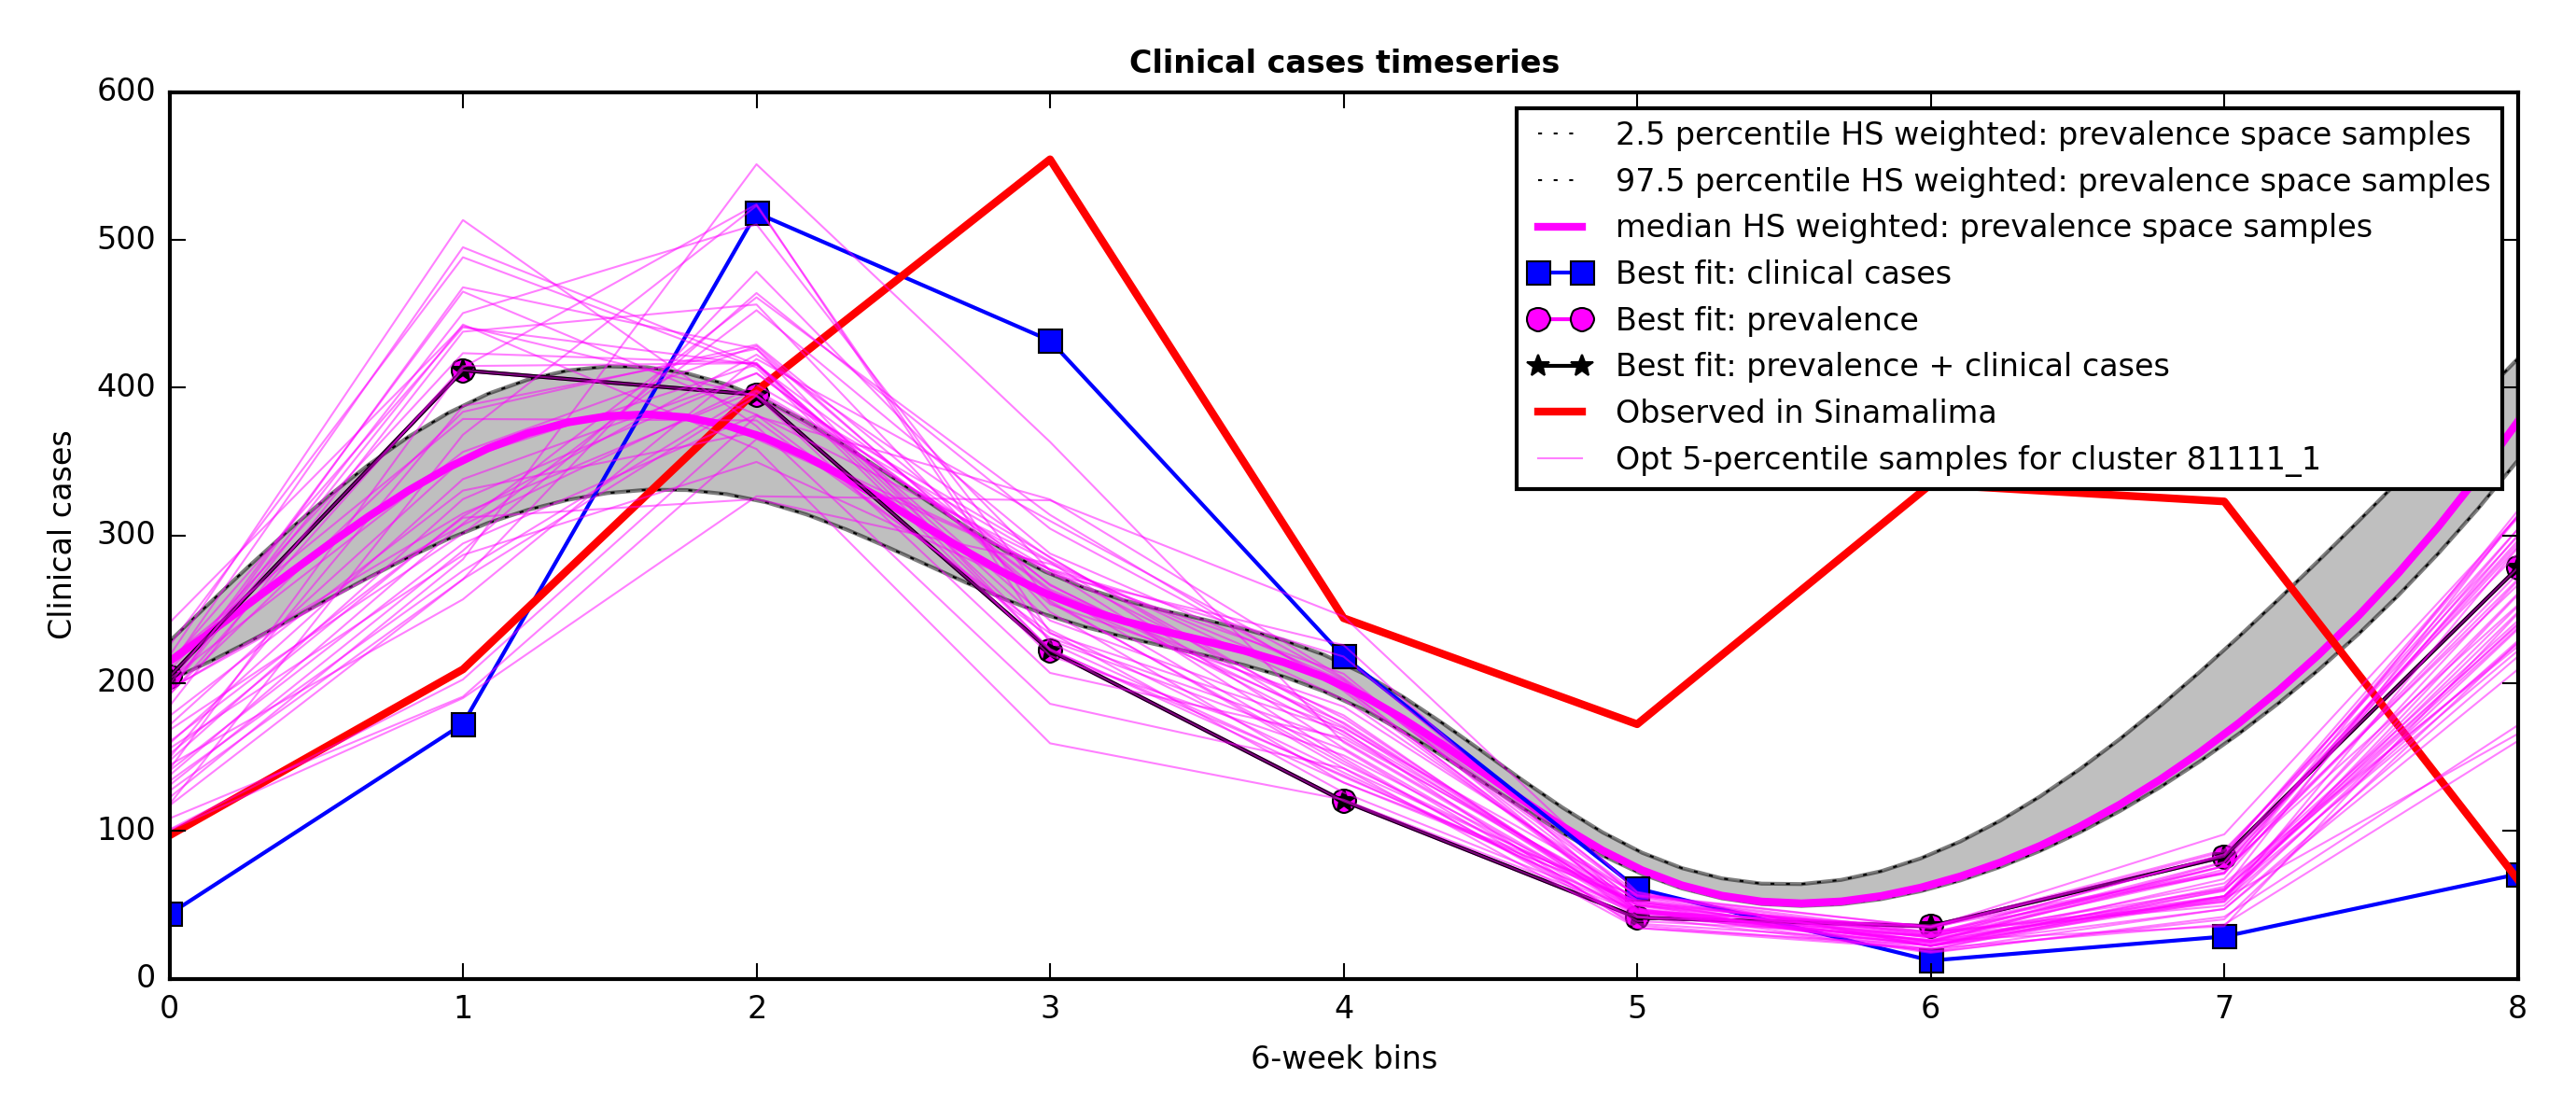 Clinical cases timeseries
600
500
400
300
200
100
0
Clinical cases
2.5 percentile HS weighted: prevalence space samples
97.5 percentile HS weighted: prevalence space samples
median HS weighted: prevalence space samples
Best fit: clinical cases
Best fit: prevalence
Best fit: prevalence + clinical cases
Observed in Sinamalima
Opt 5-percentile samples for cluster 81111_1
0 1 2 3 4 5 6 7 8
6-week bins